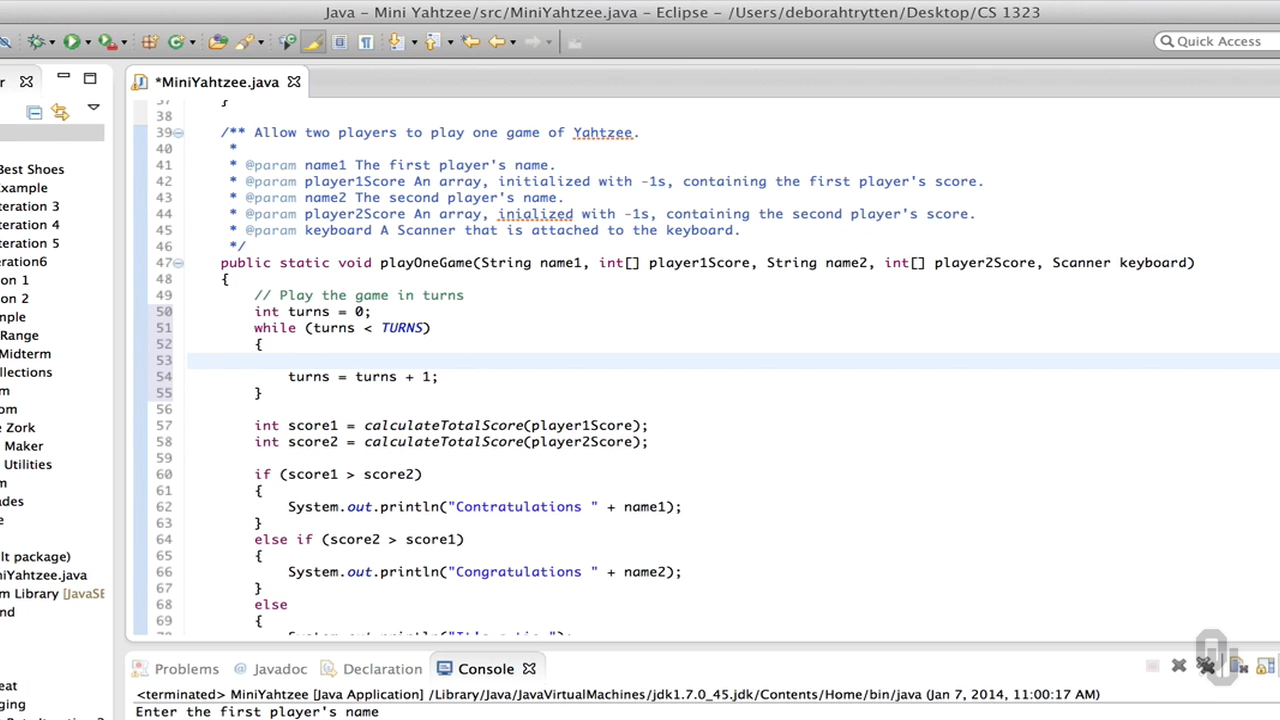 Java - Mini Yahtzee/src/MiniYahtzee.java - Eclipse - /Users/deborahtrytten/Desktop/CS 1323
Quick Access
r
*MiniYahtzee.java
37 }
38
39 /** Allow two players to play one game of Yahtzee.
40 *
41 * @param name1 The first player's name.
42 * @param player1Score An array, initialized with -1s, containing the first player's score.
43 * @param name2 The second player's name.
44 * @param player2Score An array, inialized with -1s, containing the second player's score.
45 * @param keyboard A Scanner that is attached to the keyboard.
46 */
47 public static void playOneGame(String name1, int[] player1Score, String name2, int[] player2Score, Scanner keyboard)
48 {
49 // Play the game in turns
50 int turns = 0;
51 while (turns < TURNS)
52 {
53
54 turns = turns + 1;
55 }
56
57 int score1 = calculateTotalScore(player1Score);
58 int score2 = calculateTotalScore(player2Score);
59
60 if (score1 > score2)
61 {
62 System.out.println("Contratulations " + name1);
63 }
64 else if (score2 > score1)
65 {
66 System.out.println("Congratulations " + name2);
67 }
68 else
69 {
Best Shoes
Example
teration 3
teration 4
teration 5
teration6
ion 1
ion 2
mple
Range
Midterm
ollections
m
om
e Zork
Maker
Utilities
m
ades
e
lt package)
niYahtzee.java
m Library [JavaSE
nd
eat
ging
Problems
@ Javadoc
Declaration
Console
<terminated> MiniYahtzee [Java Application] /Library/Java/JavaVirtualMachines/jdk1.7.0_45.jdk/Contents/Home/bin/java (Jan 7, 2014, 11:00:17 AM)
Enter the first player's name